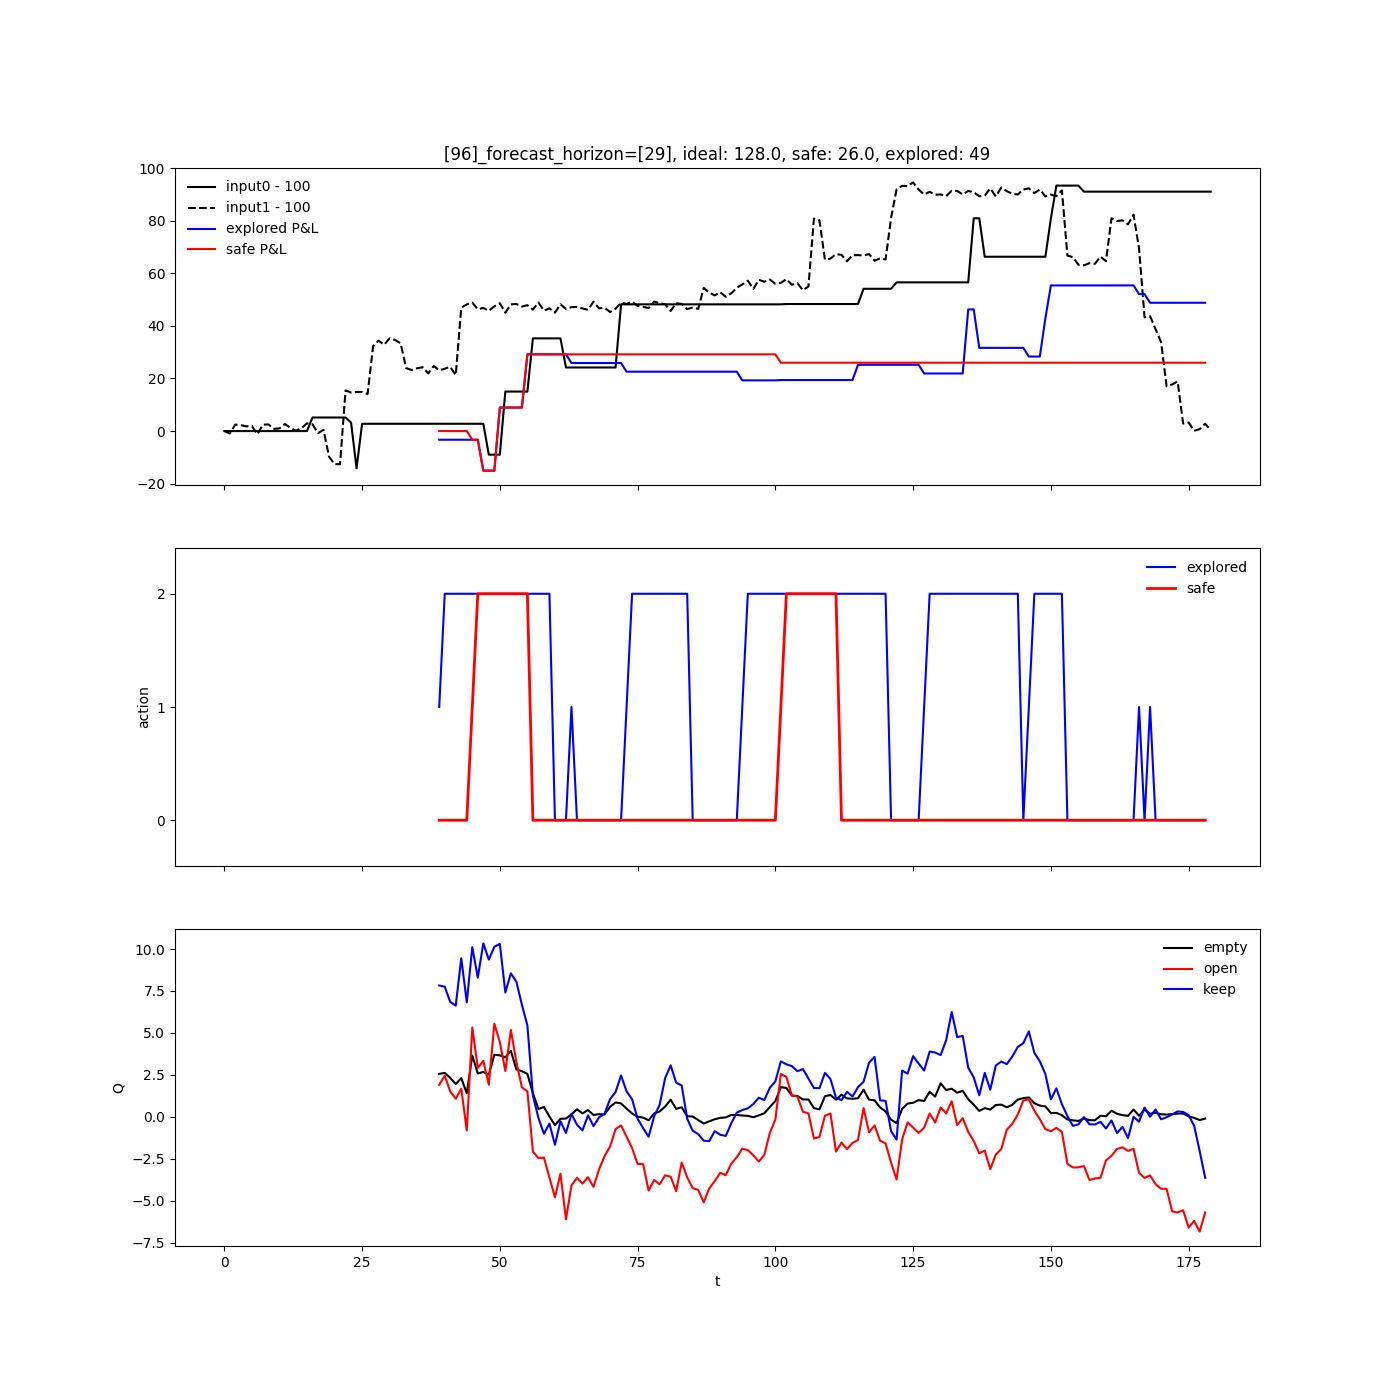 [96]_forecast_horizon=[29], ideal: 128.0, safe: 26.0, explored: 49
100
80
60
40
20
0
−20
input0 - 100
input1 - 100
explored P&L
safe P&L
2
1
0
action
explored
safe
10.0
7.5
5.0
2.5
0.0
−2.5
−5.0
−7.5
Q
empty
open
keep
0 25 50 75 100 125 150 175
t